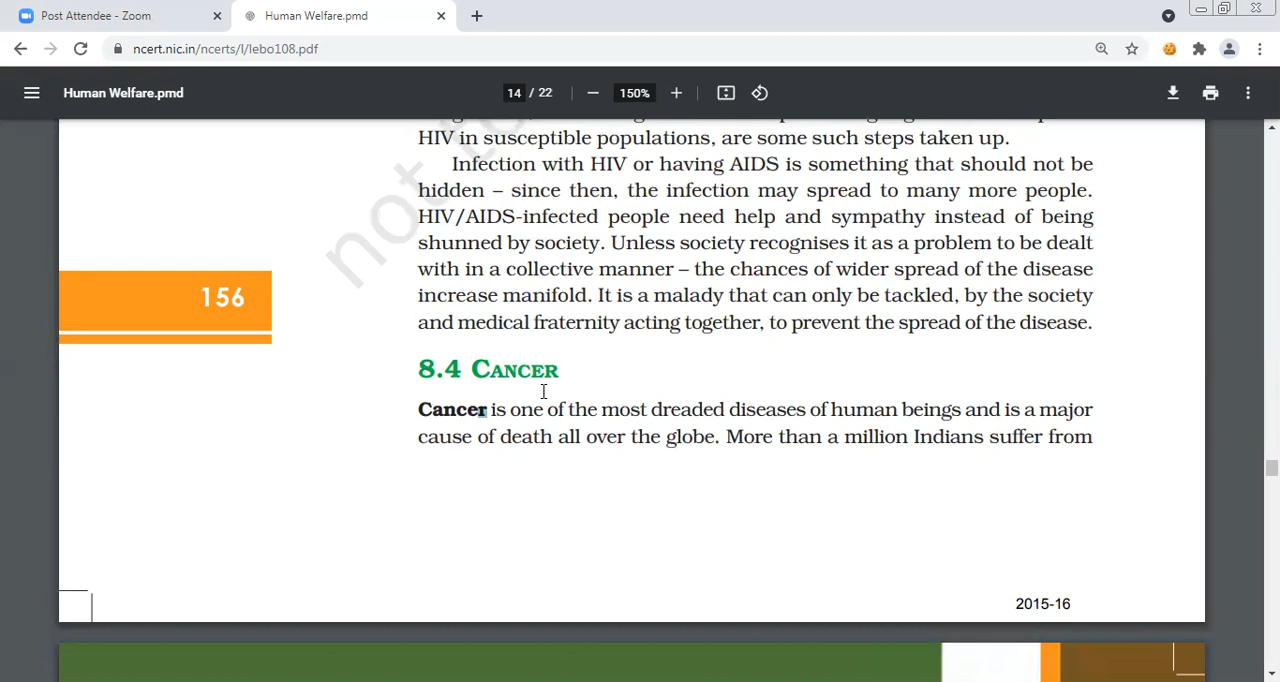 Post Attendee - Zoom
Human Welfare.pmd
ncert.nic.in/ncerts/l/lebo108.pdf
Human Welfare.pmd
14 / 22
150%
HIV in susceptible populations, are some such steps taken up.
Infection with HIV or having AIDS is something that should not be
hidden – since then, the infection may spread to many more people.
HIV/AIDS-infected people need help and sympathy instead of being
shunned by society. Unless society recognises it as a problem to be dealt
with in a collective manner – the chances of wider spread of the disease
increase manifold. It is a malady that can only be tackled, by the society
and medical fraternity acting together, to prevent the spread of the disease.
not
156
8.4 CANCER
Cancer is one of the most dreaded diseases of human beings and is a major
cause of death all over the globe. More than a million Indians suffer from
2015-16